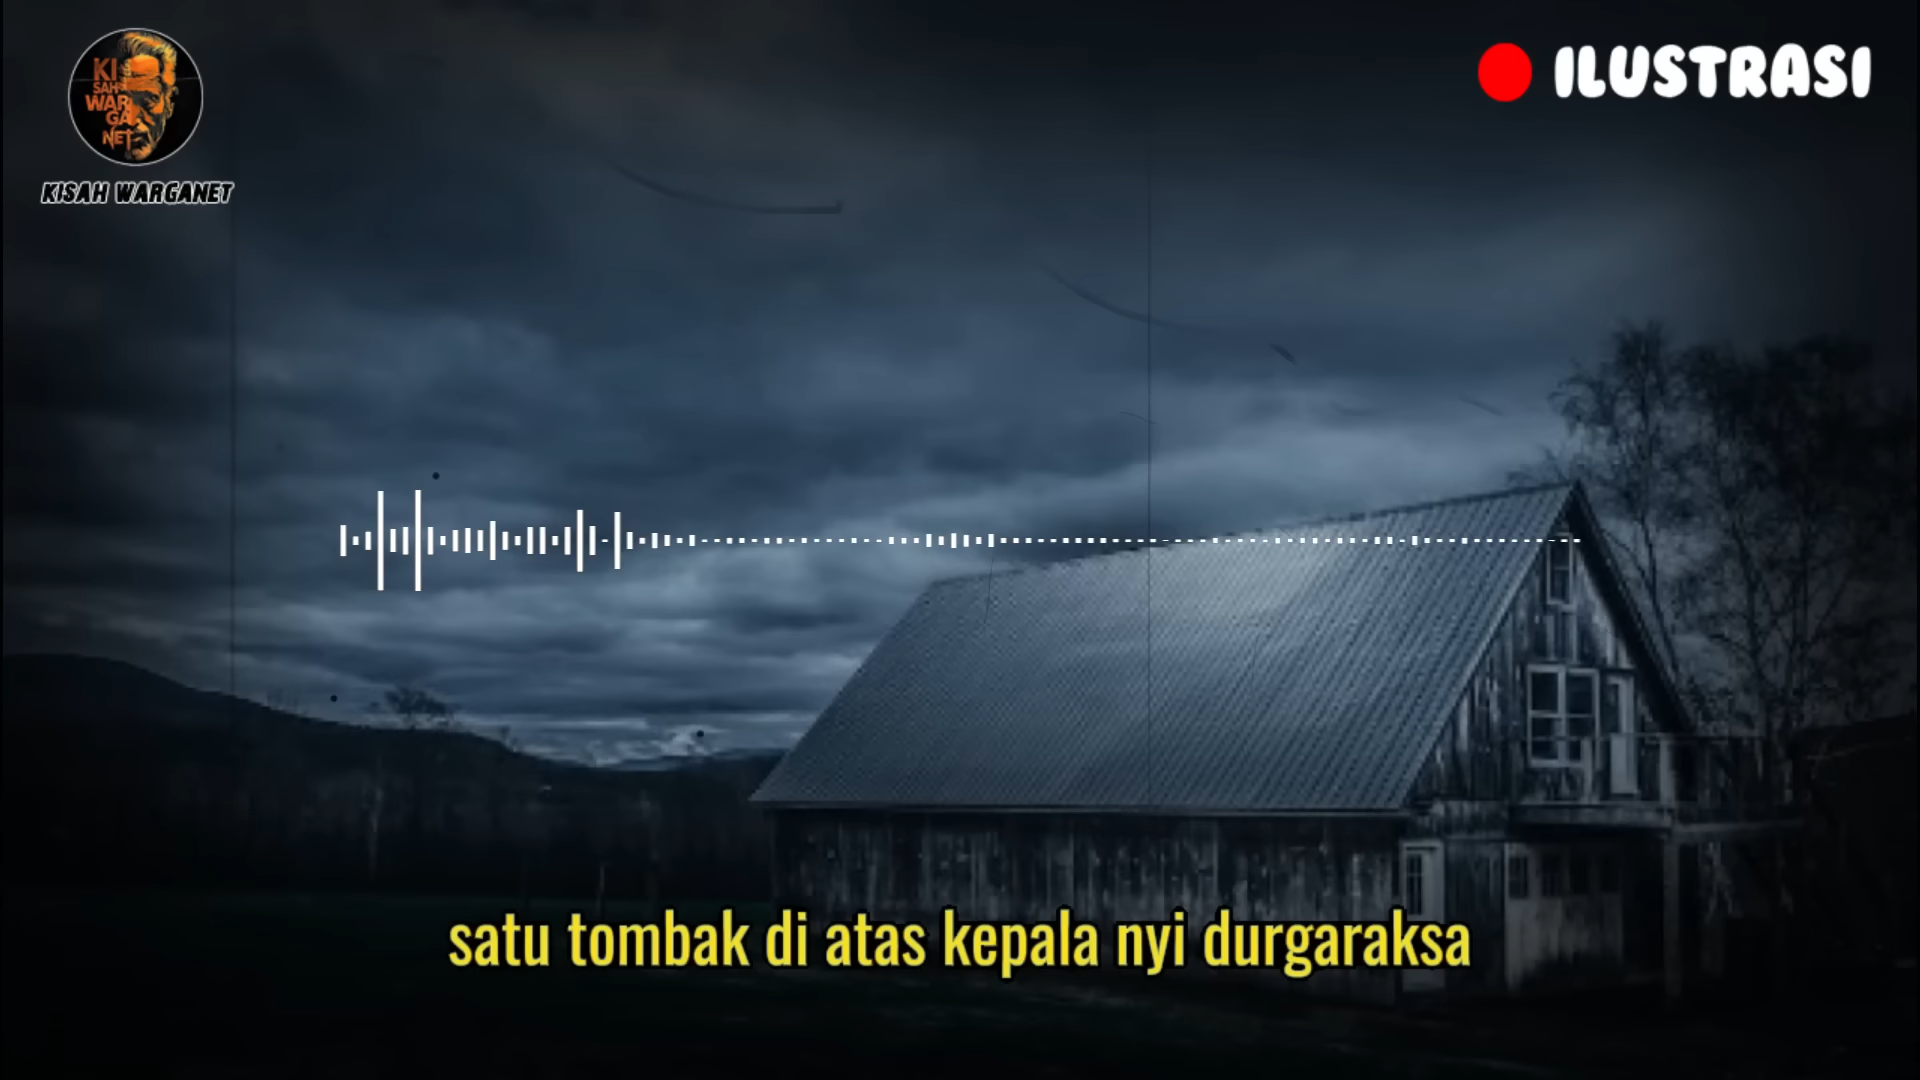 KI
SAH
WAR
GA
NET
KISAH WARGANET
ILUSTRASI
satu tombak di atas kepala nyi durgaraksa